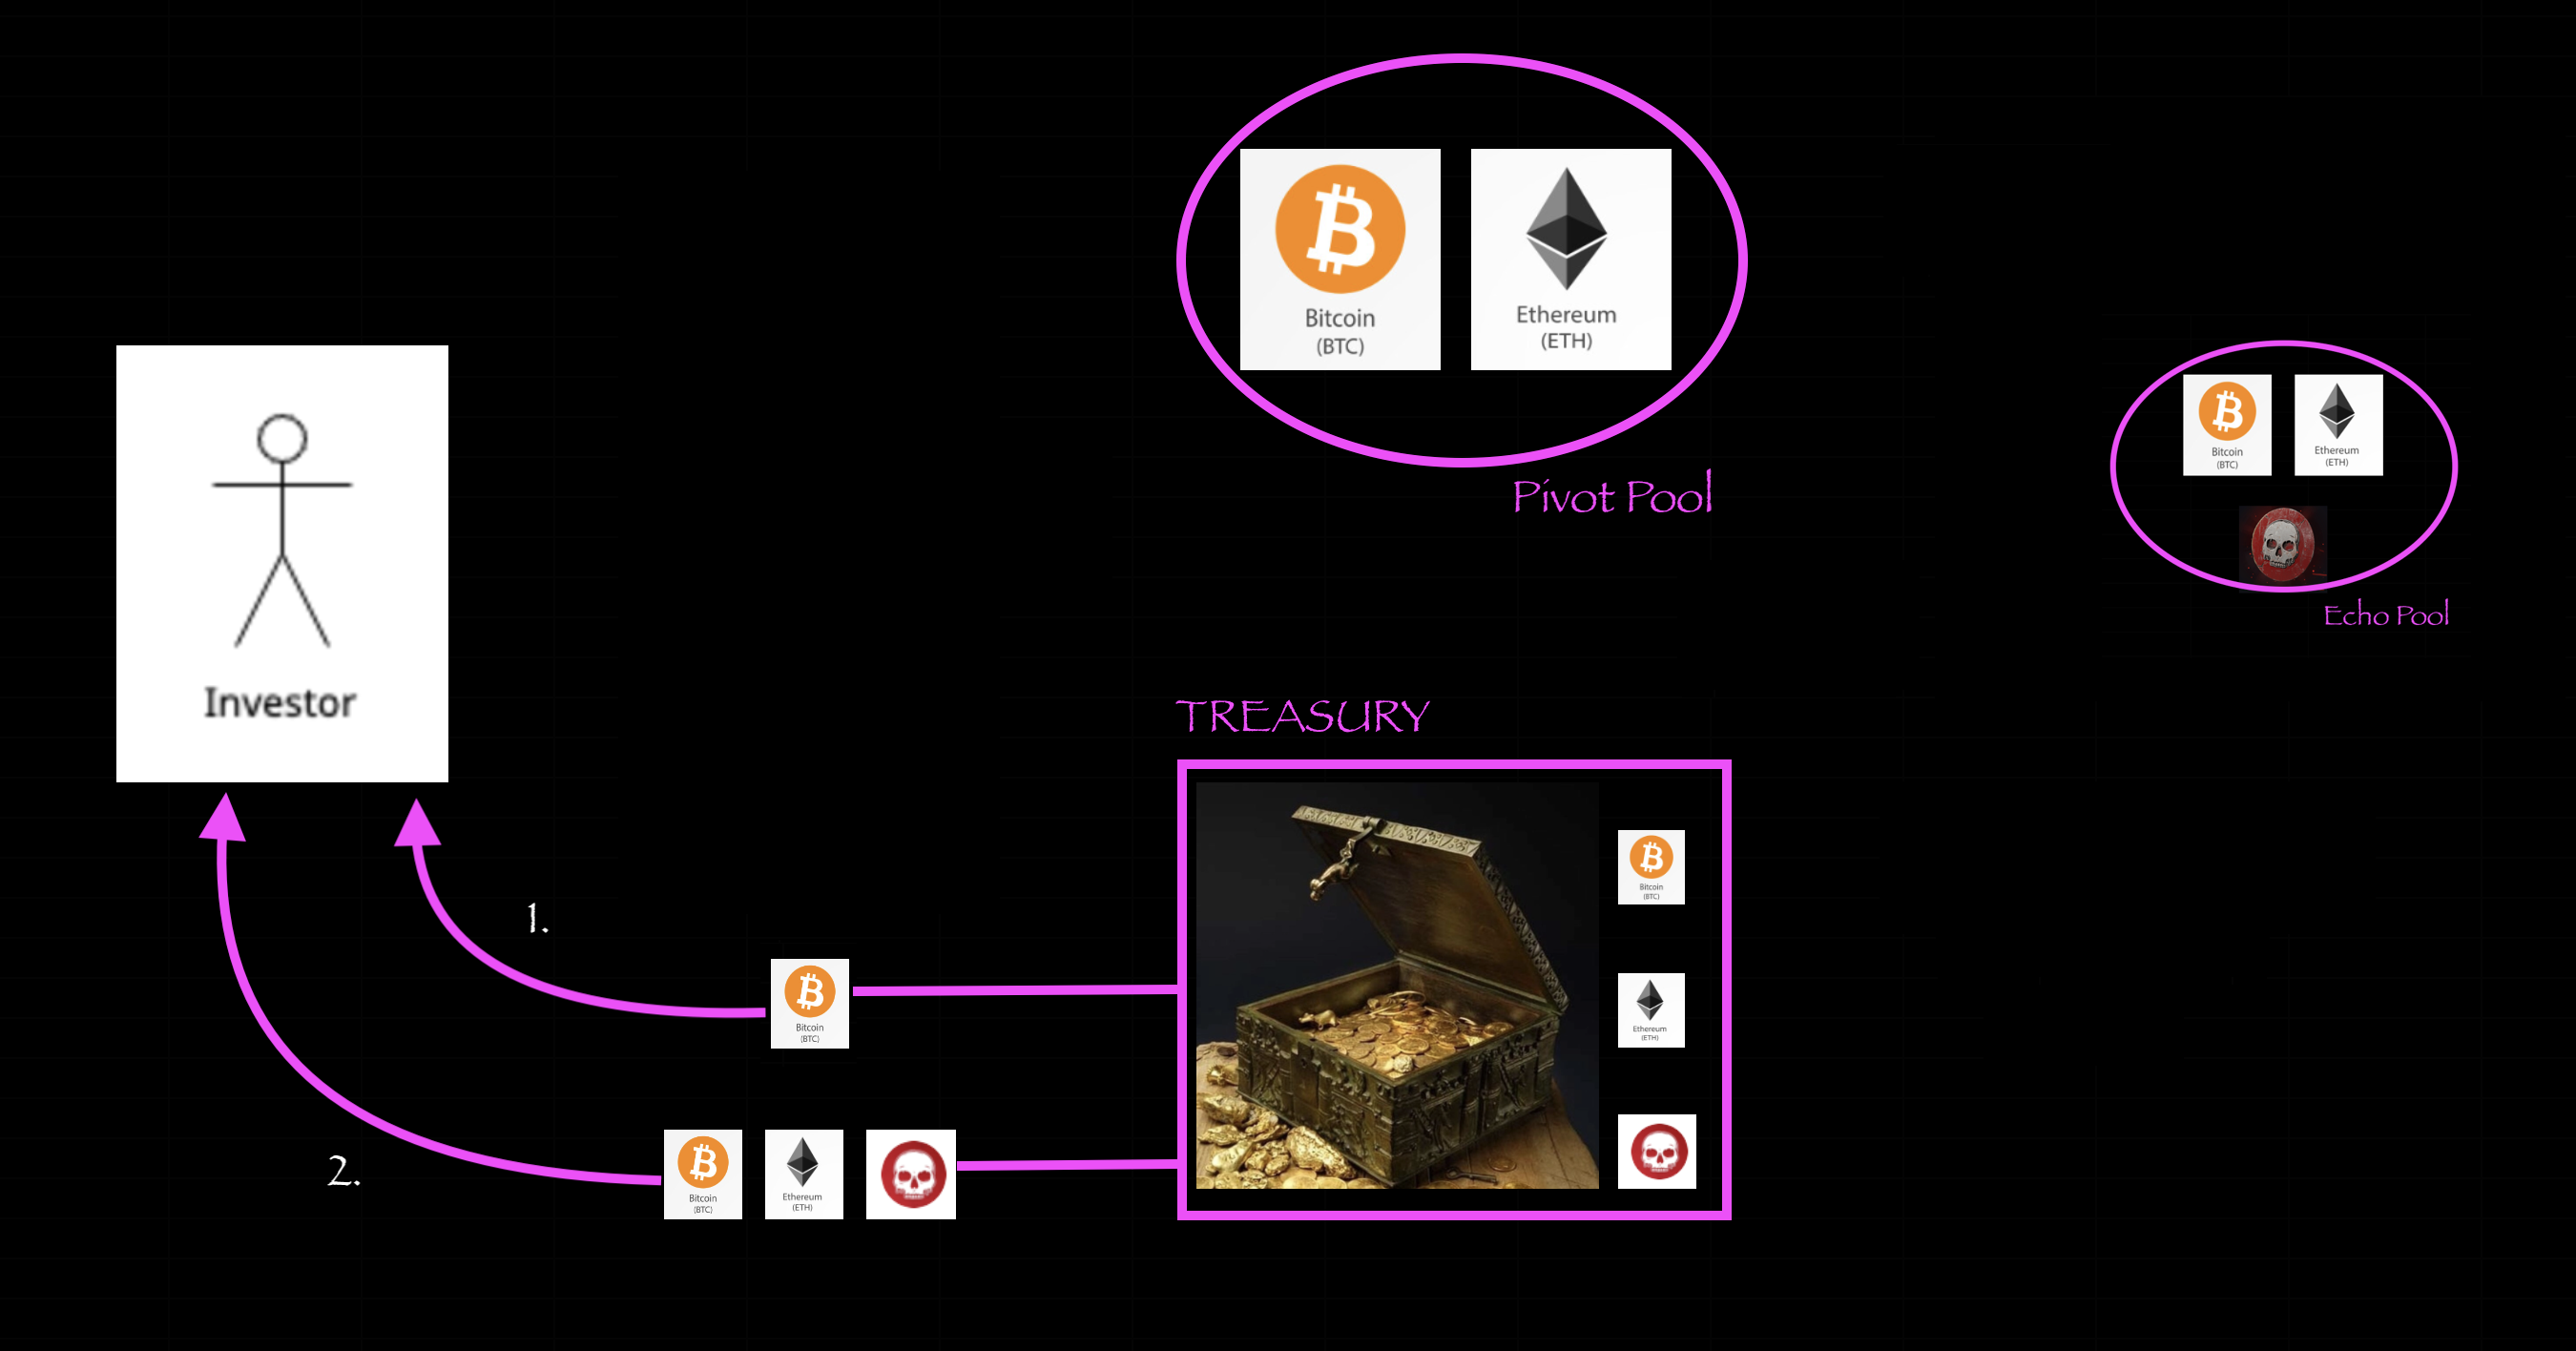 Bitcoin
(BTC)
Ethereum
(ETH)
Pivot Pool
Bitcoin
(BTC)
Ethereum
(ETH)
Echo Pool
Investor
TREASURY
Bitcoin
(BTC)
Ethereum
(ETH)
1.
Bitcoin
(BTC)
2.
Bitcoin
(BTC)
Ethereum
(ETH)